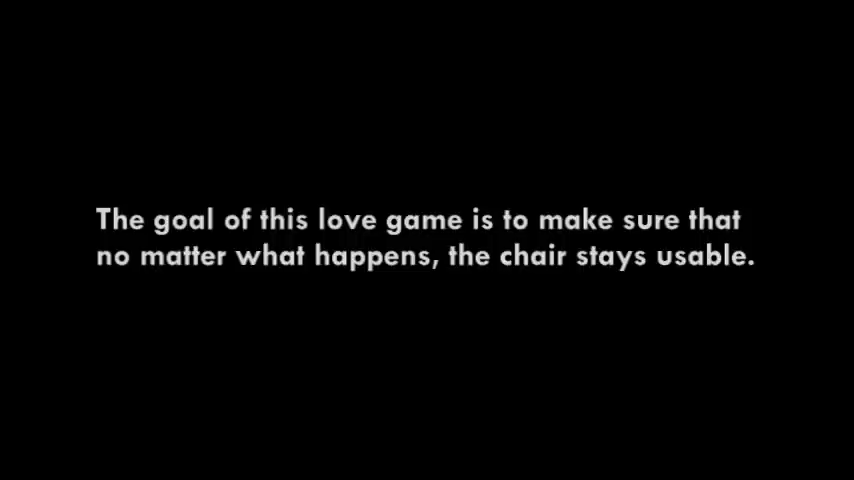 The goal of this love game is to make sure that
no matter what happens, the chair stays usable.